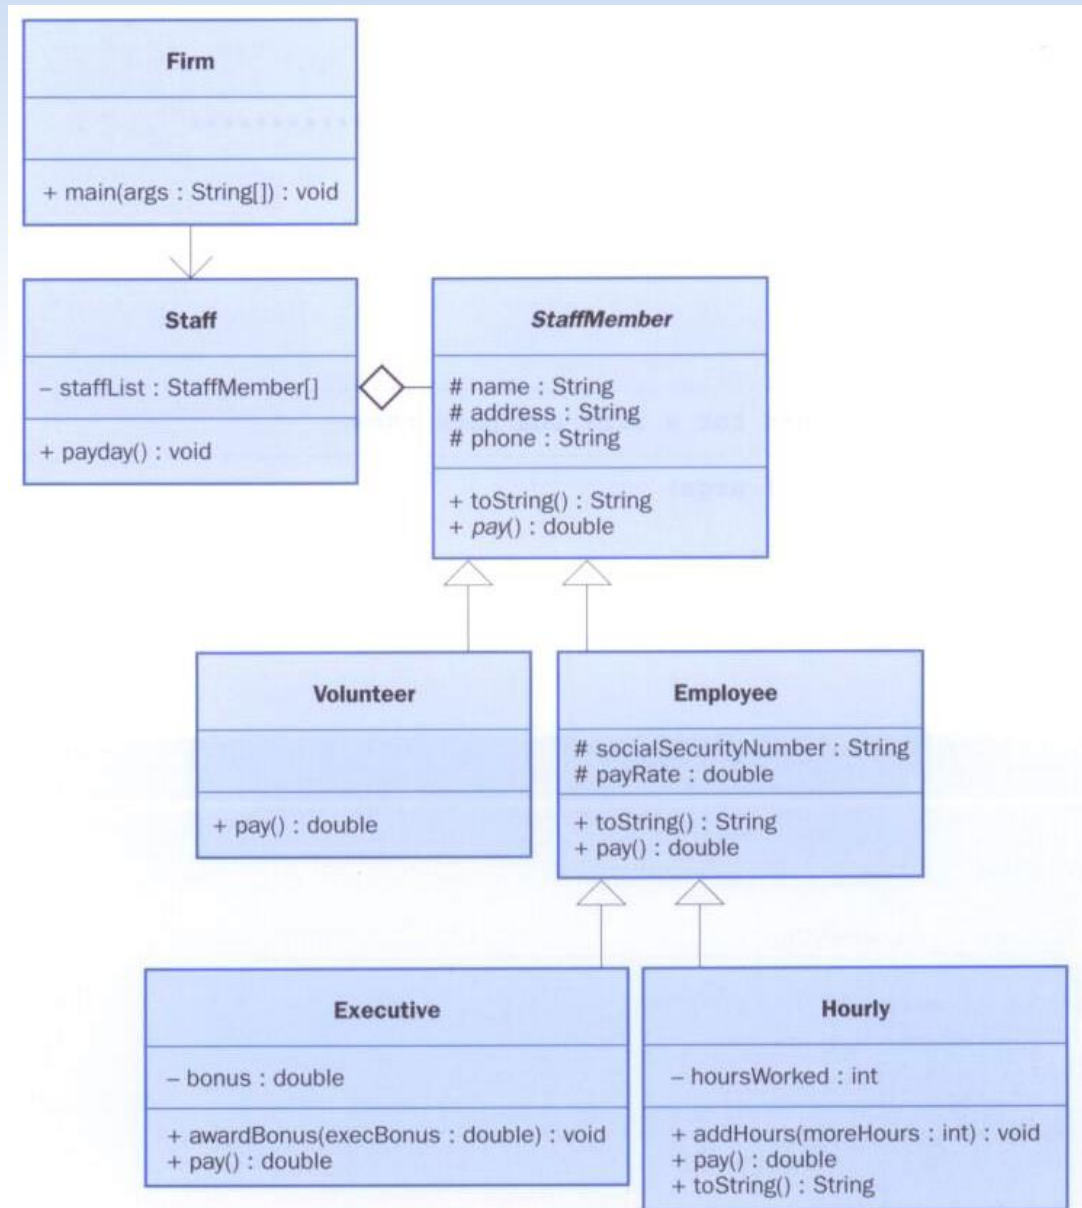 Firm
+ main(args : String[]) : void
Staff
– staffList : StaffMember[]
+ payday() : void
StaffMember
# name : String
# address : String
# phone : String
+ toString() : String
+ pay() : double
Volunteer
+ pay() : double
Employee
# socialSecurityNumber : String
# payRate : double
+ toString() : String
+ pay() : double
Executive
– bonus : double
+ awardBonus(execBonus : double) : void
+ pay() : double
Hourly
– hoursWorked : int
+ addHours(moreHours : int) : void
+ pay() : double
+ toString() : String